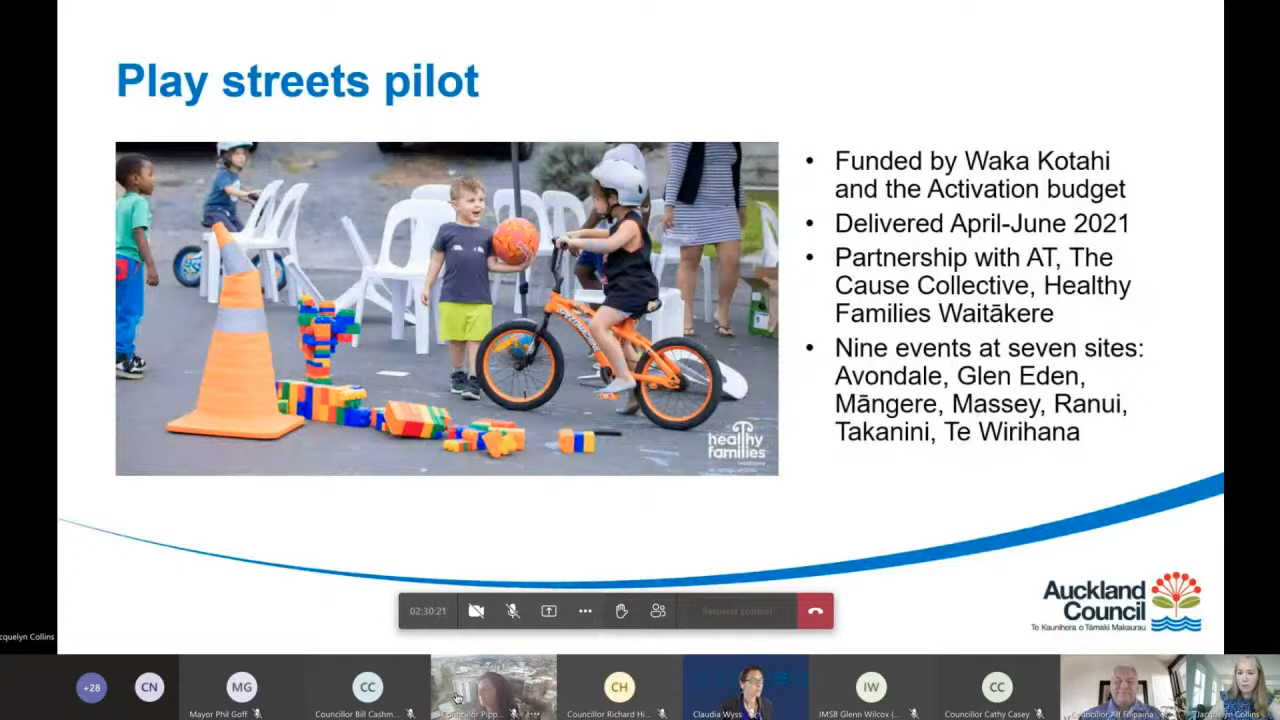 Play streets pilot
• Funded by Waka Kotahi
and the Activation budget
• Delivered April-June 2021
• Partnership with AT, The
Cause Collective, Healthy
Families Waitākere
• Nine events at seven sites:
Avondale, Glen Eden,
Māngere, Massey, Ranui,
Takanini, Te Wirihana
healthy
families
Auckland
Council
Te Kaunihera o Tāmaki Makaurau
02:30:21
Request control
cquelyn Collins
+28
CN
MG
CC
CH
IW
CC
Mayor Phil Goff
Councillor Bill Cashm...
Councillor Pipp...
Councillor Richard Hi...
Claudia Wyss
IMSB Glenn Wilcox (...
Councillor Cathy Casey
Councillor Alf Filipaina
Jacquelyn Collins